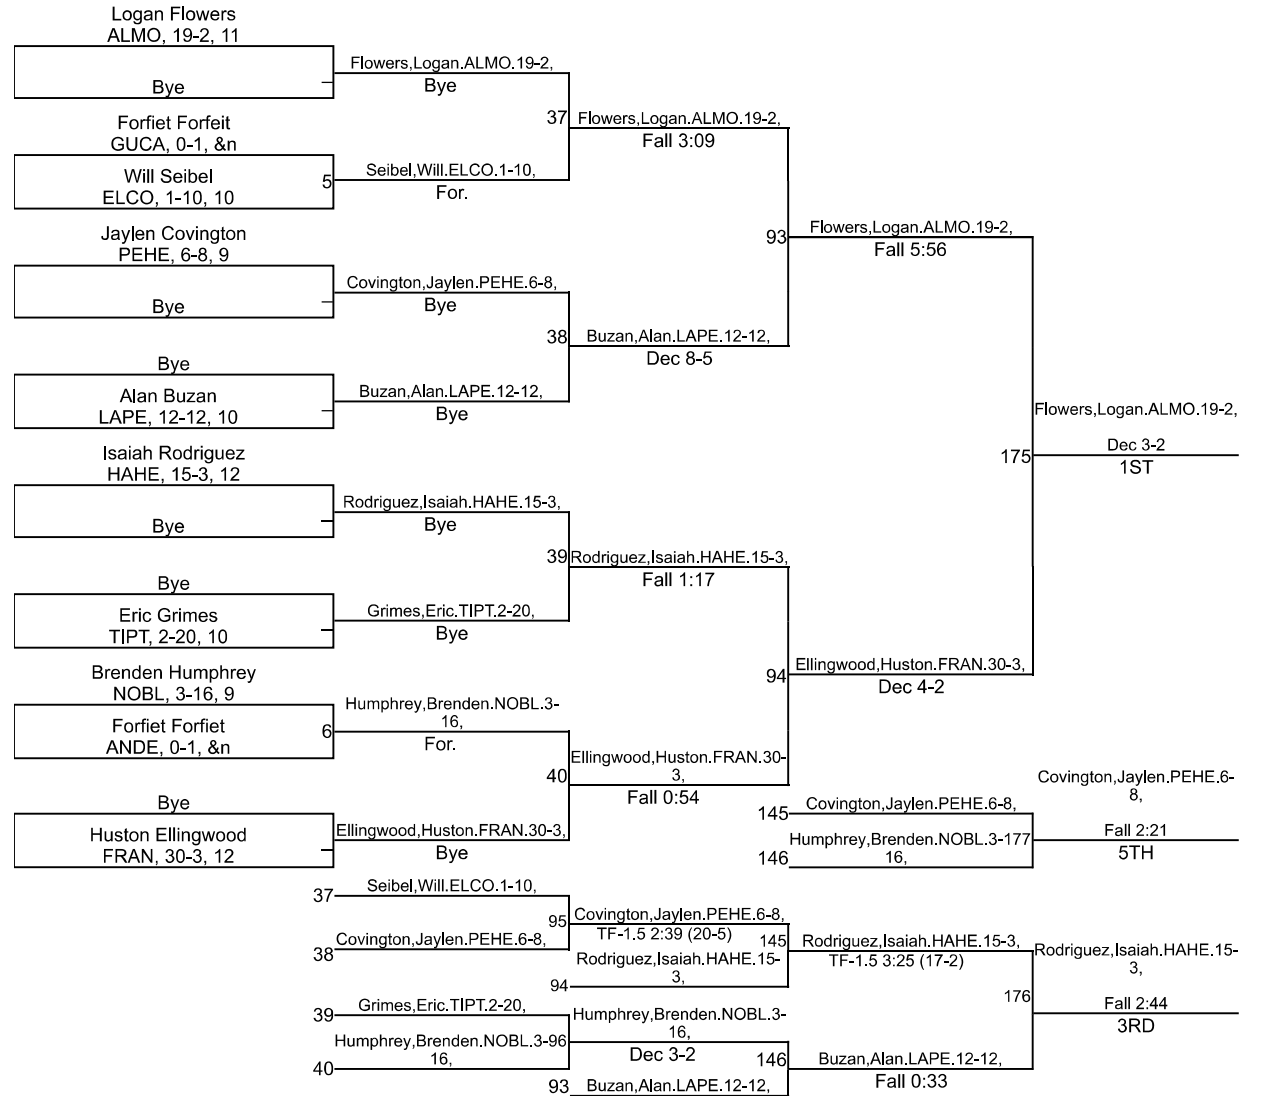 Logan Flowers
ALMO, 19-2, 11
Bye
Flowers,Logan.ALMO.19-2,
Bye
Forfiet Forfeit
GUCA, 0-1, &n
Will Seibel
ELCO, 1-10, 10
5
Seibel,Will.ELCO.1-10,
For.
37
Flowers,Logan.ALMO.19-2,
Fall 3:09
Jaylen Covington
PEHE, 6-8, 9
Bye
Covington,Jaylen.PEHE.6-8,
Bye
Bye
Alan Buzan
LAPE, 12-12, 10
Buzan,Alan.LAPE.12-12,
Bye
38
Buzan,Alan.LAPE.12-12,
Dec 8-5
93
Flowers,Logan.ALMO.19-2,
Fall 5:56
Isaiah Rodriguez
HAHE, 15-3, 12
Bye
Rodriguez,Isaiah.HAHE.15-3,
Bye
Bye
Eric Grimes
TIPT, 2-20, 10
Grimes,Eric.TIPT.2-20,
Bye
39
Rodriguez,Isaiah.HAHE.15-3,
Fall 1:17
Brenden Humphrey
NOBL, 3-16, 9
Forfiet Forfiet
ANDE, 0-1, &n
6
Humphrey,Brenden.NOBL.3-
16,
For.
Bye
Huston Ellingwood
FRAN, 30-3, 12
Ellingwood,Huston.FRAN.30-3,
Bye
40
Ellingwood,Huston.FRAN.30-
3,
Fall 0:54
94
Ellingwood,Huston.FRAN.30-3,
Dec 4-2
175
Flowers,Logan.ALMO.19-2,
Dec 3-2
1ST
145
Covington,Jaylen.PEHE.6-8,
146
Humphrey,Brenden.NOBL.3-177
16,
Covington,Jaylen.PEHE.6-
8,
Fall 2:21
5TH
37
Seibel,Will.ELCO.1-10,
38
Covington,Jaylen.PEHE.6-8,
95
Covington,Jaylen.PEHE.6-8,
TF-1.5 2:39 (20-5)
94
Rodriguez,Isaiah.HAHE.15-
3,
145
Rodriguez,Isaiah.HAHE.15-3,
TF-1.5 3:25 (17-2)
39
Grimes,Eric.TIPT.2-20,
40
Humphrey,Brenden.NOBL.3-96
16,
Humphrey,Brenden.NOBL.3-
16,
Dec 3-2
93
Buzan,Alan.LAPE.12-12,
146
Buzan,Alan.LAPE.12-12,
Fall 0:33
176
Rodriguez,Isaiah.HAHE.15-
3,
Fall 2:44
3RD